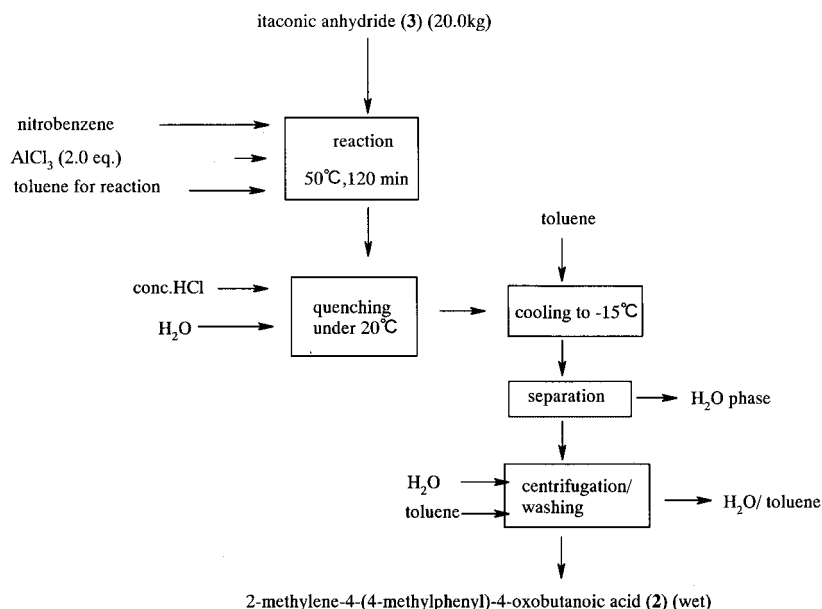 itaconic anhydride (3) (20.0kg)
nitrobenzene
AlCl₃ (2.0 eq.)
toluene for reaction
reaction
50℃,120 min
toluene
conc.HCl
H₂O
quenching
under 20℃
cooling to -15℃
separation
H₂O phase
H₂O
toluene
centrifugation/
washing
H₂O/ toluene
2-methylene-4-(4-methylphenyl)-4-oxobutanoic acid (2) (wet)